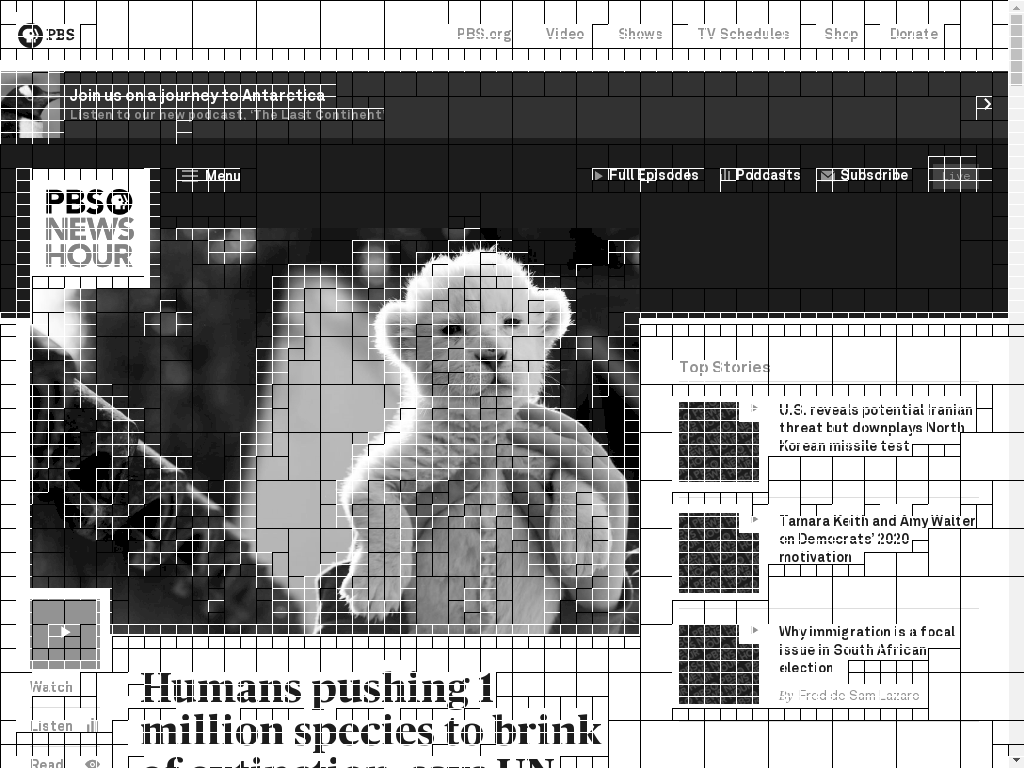 PBS
PBS.org Video Shows TV Schedules Shop Donate
Join us on a journey to Antarctica
Listen to our new podcast. 'The Last Continent'
Menu
Full Episodes Podcasts Subscribe Live
PBS
NEWS
HOUR
Top Stories
U.S. reveals potential Iranian
threat but downplays North
Korean missile test
Tamara Keith and Amy Walter
on Democrats' 2020
motivation
Why immigration is a focal
issue in South African
election
By Fred de Sam Lazaro
Watch
Listen
Read
Humans pushing 1
million species to brink
of extinction, says UN